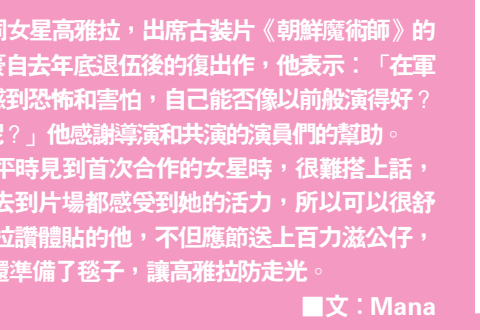 同女星高雅拉，出席古裝片《朝鮮魔術師》的
自去年底退伍後的復出作，他表示：「在軍
感到恐怖和害怕，自己能否像以前般演得好？
呢？」他感謝導演和共演的演員們的幫助。
平時見到首次合作的女星時，很難搭上話，
去到片場都感受到她的活力，所以可以很舒
拉讚體貼的他，不但應節送上百力滋公仔，
還準備了毯子，讓高雅拉防走光。
■文：Mana